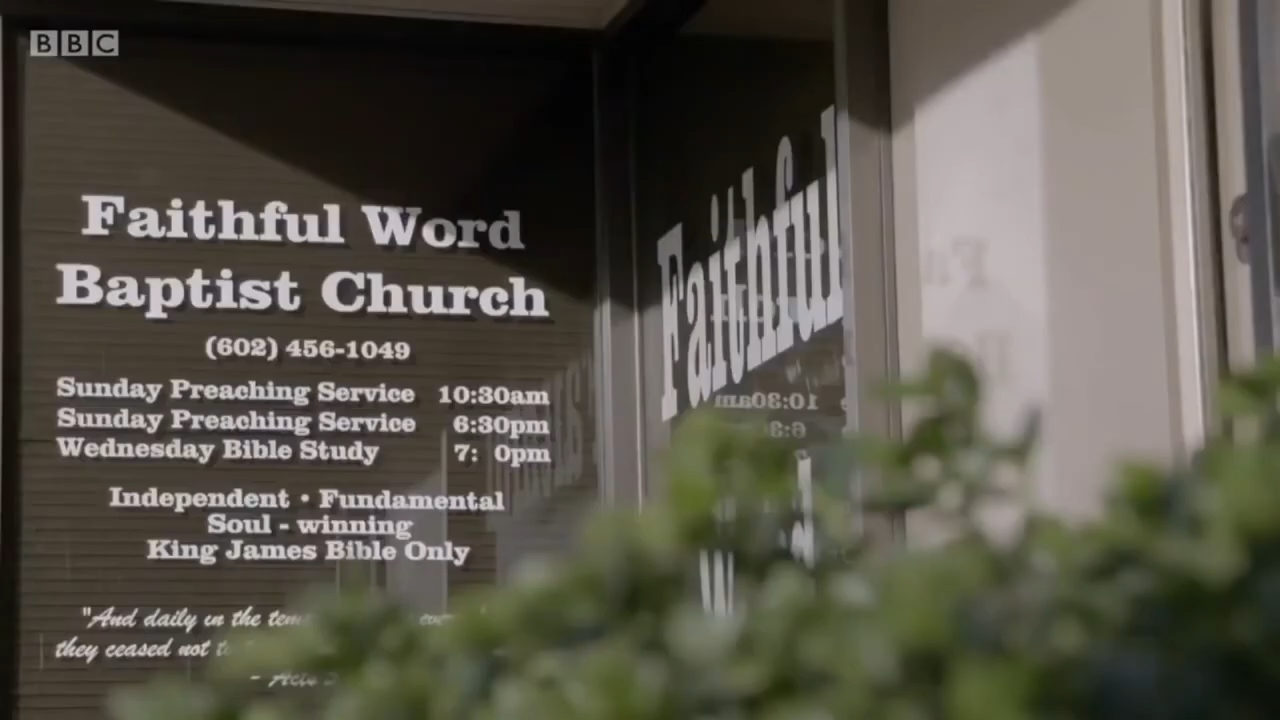 BBC
Faithful Word
Baptist Church
(602) 456-1049
Sunday Preaching Service 10:30am
Sunday Preaching Service 6:30pm
Wednesday Bible Study 7: 0pm
Independent • Fundamental
Soul - winning
King James Bible Only
"And daily in the
they ceased not
- Acts
Faithful
10:30am